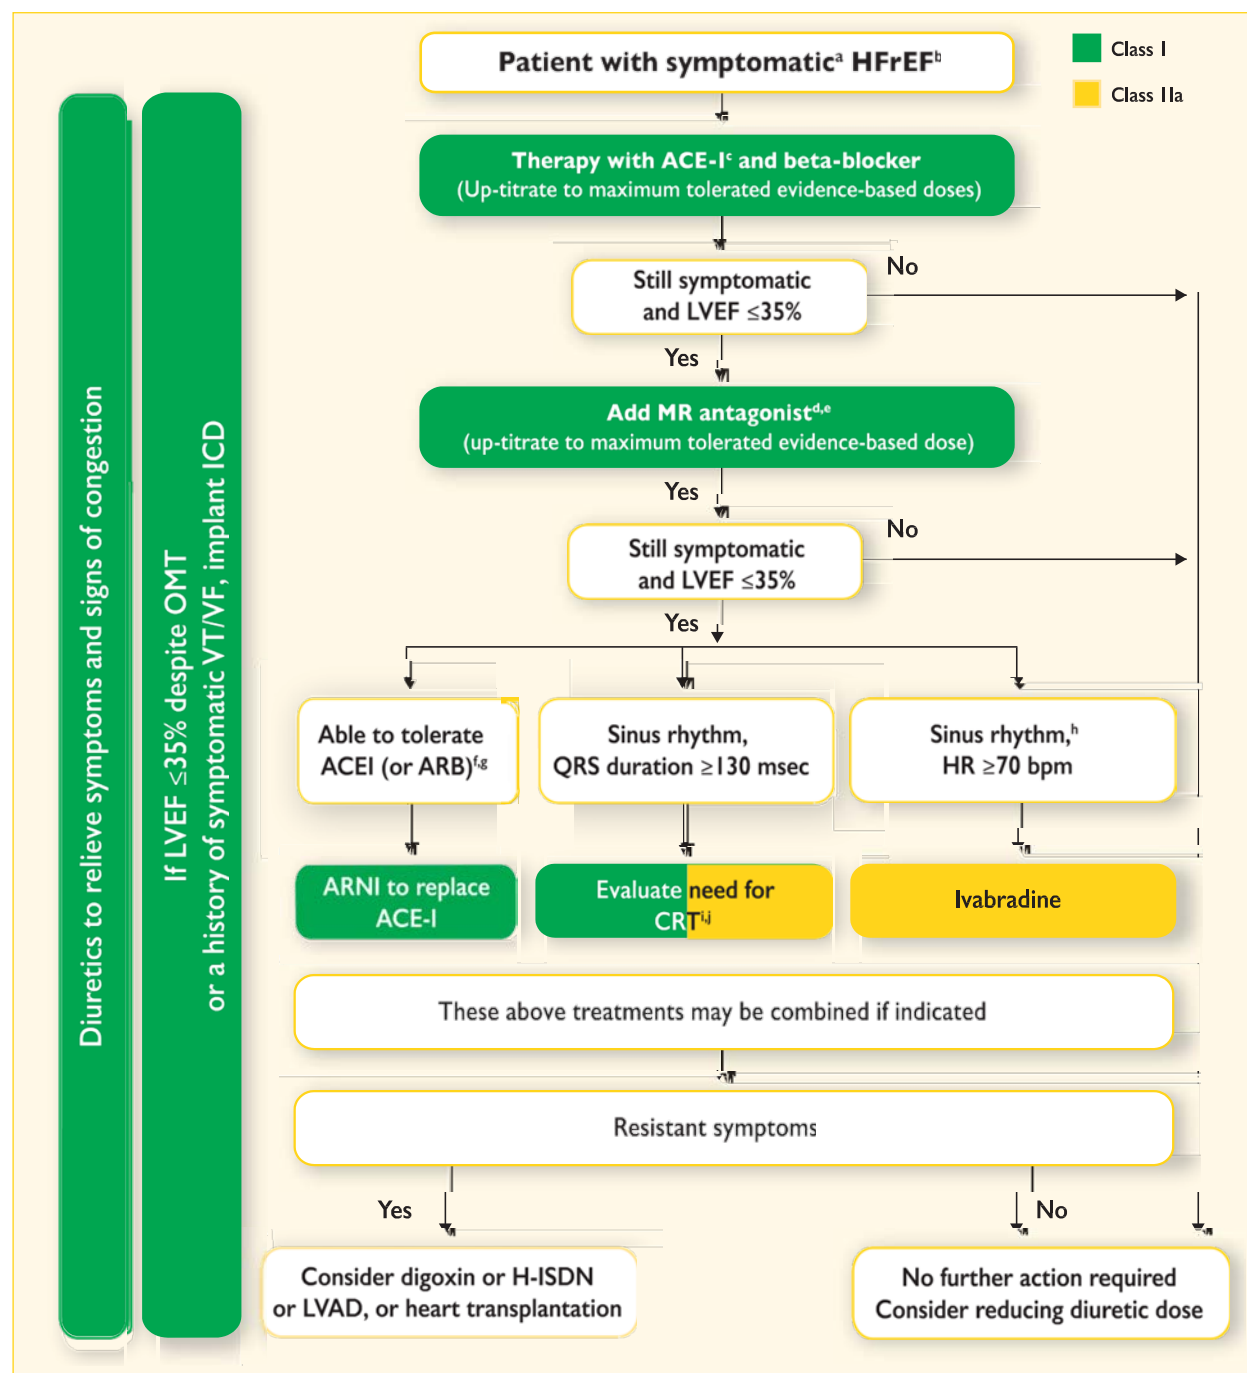 Patient with symptomaticᵃ HFrEFᵇ
Class I
Class IIa
Therapy with ACE-Iᶜ and beta-blocker
(Up-titrate to maximum tolerated evidence-based doses)
Still symptomatic
and LVEF ≤35%
No
Yes
Add MR antagonistᵈ,ᵉ
(up-titrate to maximum tolerated evidence-based dose)
Yes
Still symptomatic
and LVEF ≤35%
No
Yes
Able to tolerate
ACEI (or ARB)ᶠ,ᵍ
Sinus rhythm,
QRS duration ≥130 msec
Sinus rhythm,ʰ
HR ≥70 bpm
ARNI to replace
ACE-I
Evaluate need for
CRTⁱ,ʲ
Ivabradine
These above treatments may be combined if indicated
Resistant symptoms
Yes
No
Consider digoxin or H-ISDN
or LVAD, or heart transplantation
No further action required
Consider reducing diuretic dose
Diuretics to relieve symptoms and signs of congestion
If LVEF ≤35% despite OMT
or a history of symptomatic VT/VF, implant ICD